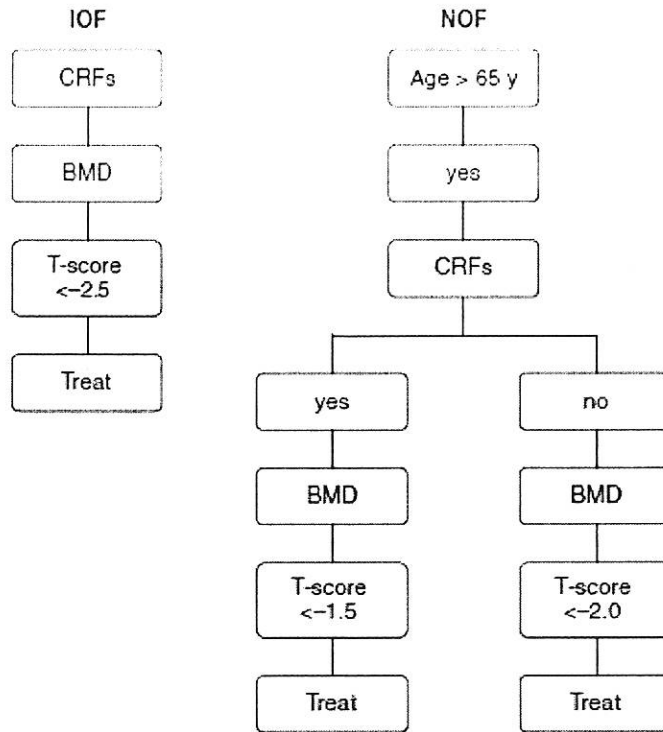 IOF
CRFs
BMD
T-score
<–2.5
Treat
NOF
Age > 65 y
yes
CRFs
yes
BMD
T-score
<–1.5
Treat
no
BMD
T-score
<–2.0
Treat